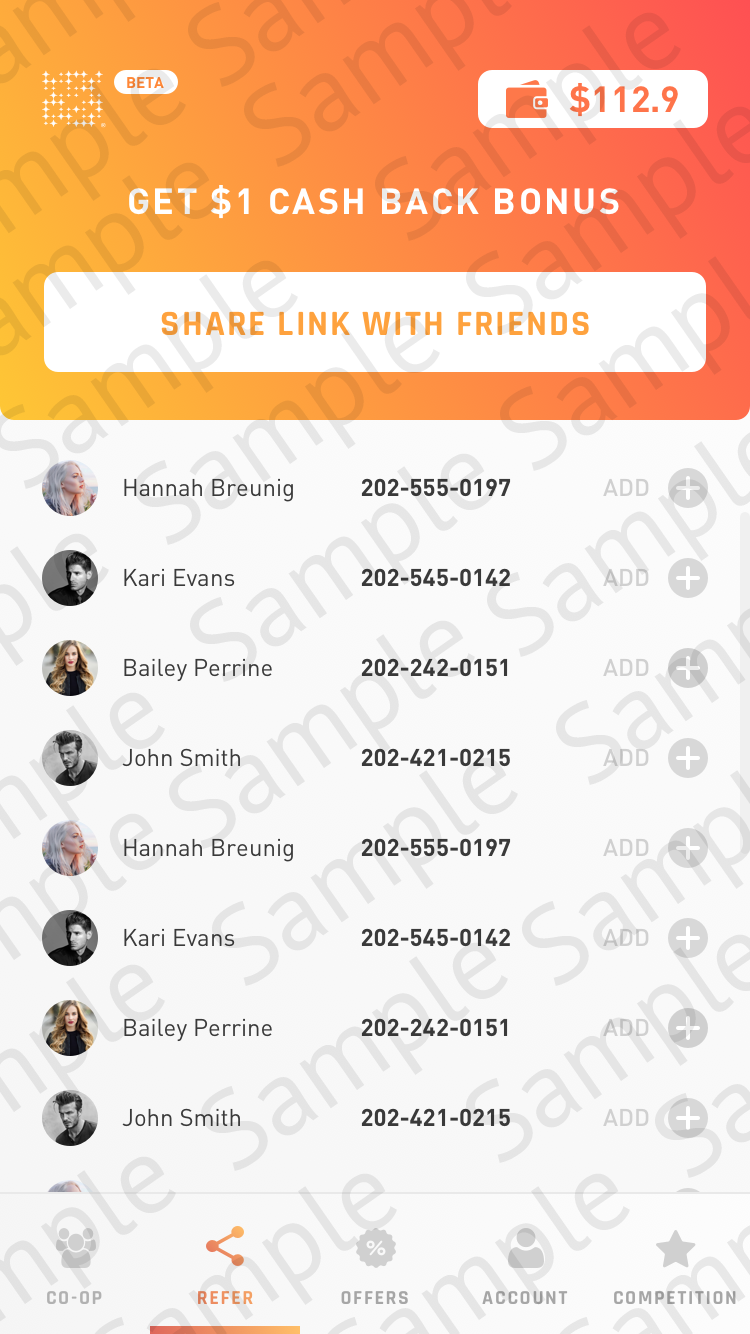 BETA
$112.9
GET $1 CASH BACK BONUS
SHARE LINK WITH FRIENDS
Hannah Breunig 202-555-0197 ADD
Kari Evans 202-545-0142 ADD
Bailey Perrine 202-242-0151 ADD
John Smith 202-421-0215 ADD
Hannah Breunig 202-555-0197 ADD
Kari Evans 202-545-0142 ADD
Bailey Perrine 202-242-0151 ADD
John Smith 202-421-0215 ADD
CO-OP REFER OFFERS ACCOUNT COMPETITION
Sample